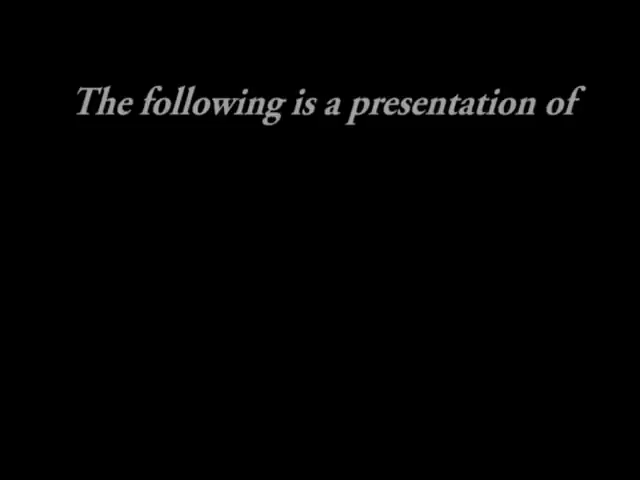 The following is a presentation of